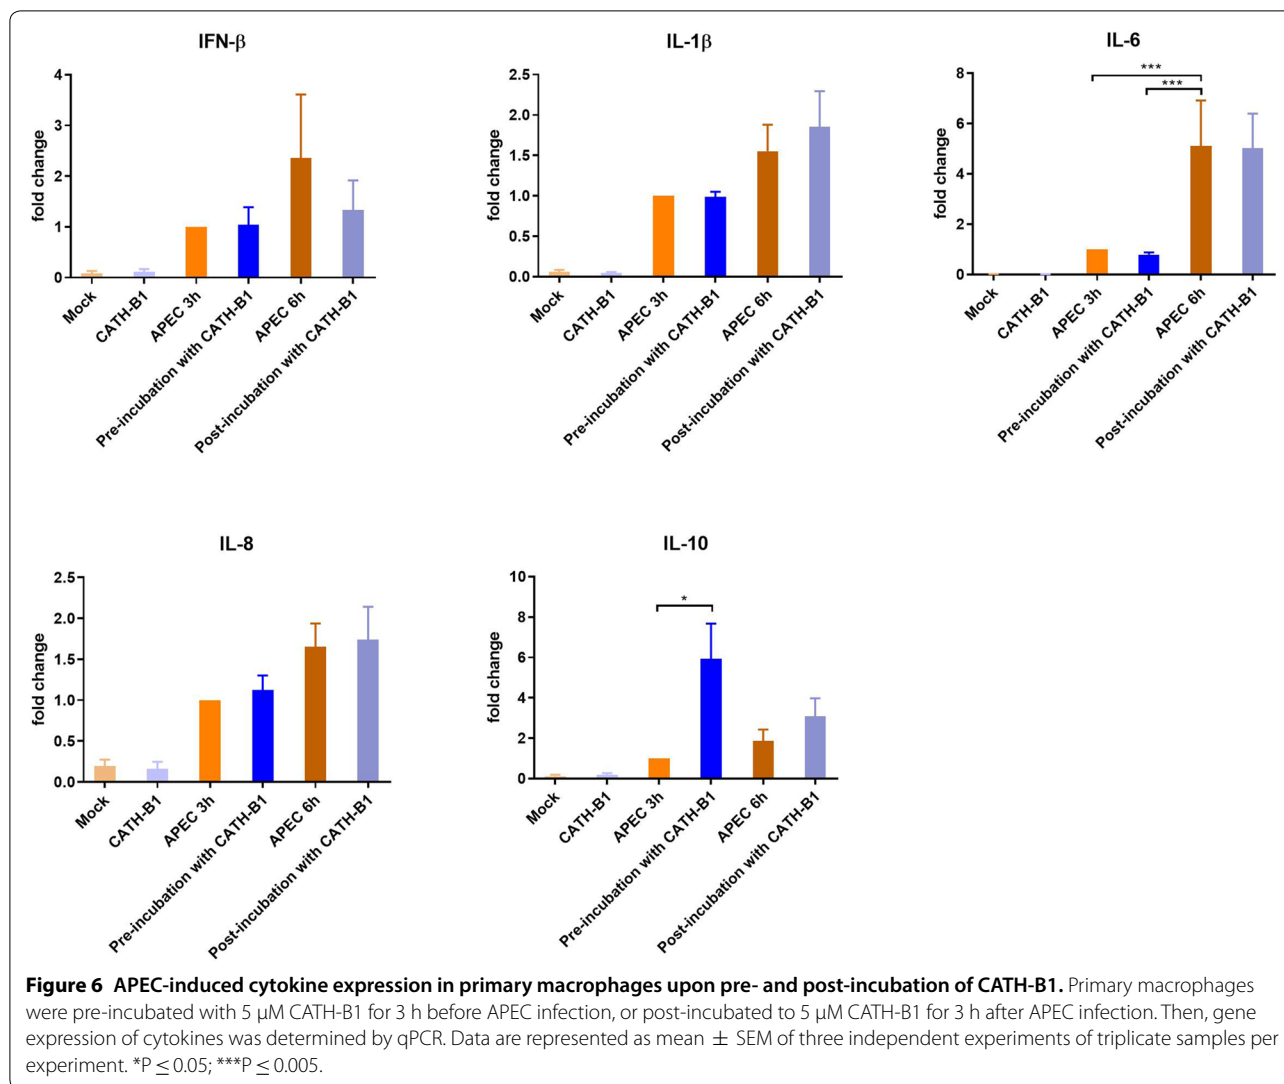 IFN-β
fold change
4
3
2
1
0
Mock
CATH-B1
APEC 3h
Pre-incubation with CATH-B1
APEC 6h
Post-incubation with CATH-B1
IL-1β
fold change
2.5
2.0
1.5
1.0
0.5
0.0
Mock
CATH-B1
APEC 3h
Pre-incubation with CATH-B1
APEC 6h
Post-incubation with CATH-B1
IL-6
fold change
8
6
4
2
0
***
***
Mock
CATH-B1
APEC 3h
Pre-incubation with CATH-B1
APEC 6h
Post-incubation with CATH-B1
IL-8
fold change
2.5
2.0
1.5
1.0
0.5
0.0
Mock
CATH-B1
APEC 3h
Pre-incubation with CATH-B1
APEC 6h
Post-incubation with CATH-B1
IL-10
fold change
10
8
6
4
2
0
*
Mock
CATH-B1
APEC 3h
Pre-incubation with CATH-B1
APEC 6h
Post-incubation with CATH-B1
Figure 6 APEC-induced cytokine expression in primary macrophages upon pre- and post-incubation of CATH-B1. Primary macrophages
were pre-incubated with 5 µM CATH-B1 for 3 h before APEC infection, or post-incubated to 5 µM CATH-B1 for 3 h after APEC infection. Then, gene
expression of cytokines was determined by qPCR. Data are represented as mean ± SEM of three independent experiments of triplicate samples per
experiment. *P ≤ 0.05; ***P ≤ 0.005.